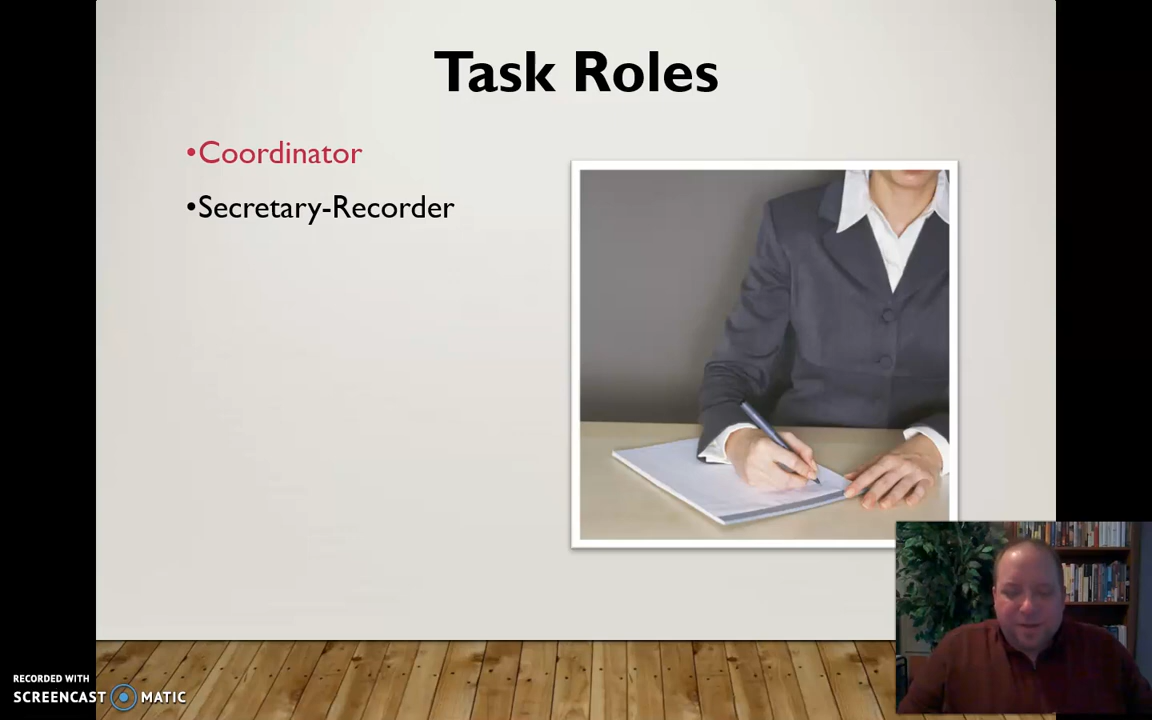 Task Roles
•Coordinator
•Secretary-Recorder
RECORDED WITH
SCREENCAST MATIC